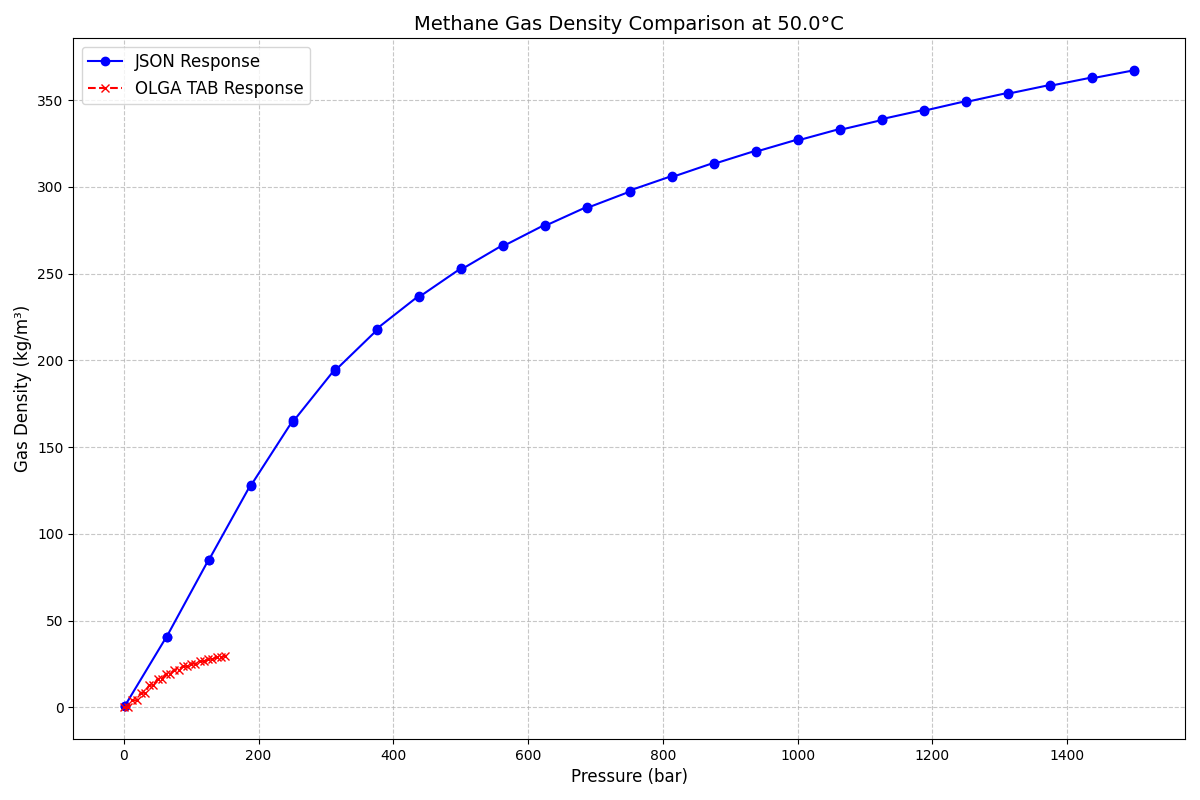 Methane Gas Density Comparison at 50.0°C
JSON Response
OLGA TAB Response
Gas Density (kg/m³)
350
300
250
200
150
100
50
0
0 200 400 600 800 1000 1200 1400
Pressure (bar)